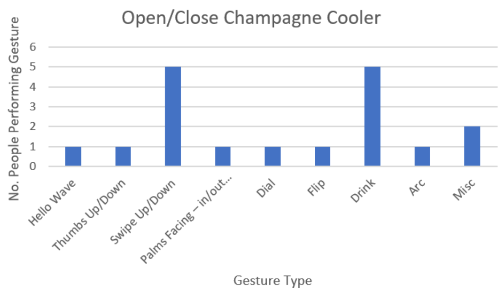 Open/Close Champagne Cooler
No. People Performing Gesture
6
5
4
3
2
1
0
Hello Wave
Thumbs Up/Down
Swipe Up/Down
Palms Facing – in/out…
Dial
Flip
Drink
Arc
Misc
Gesture Type